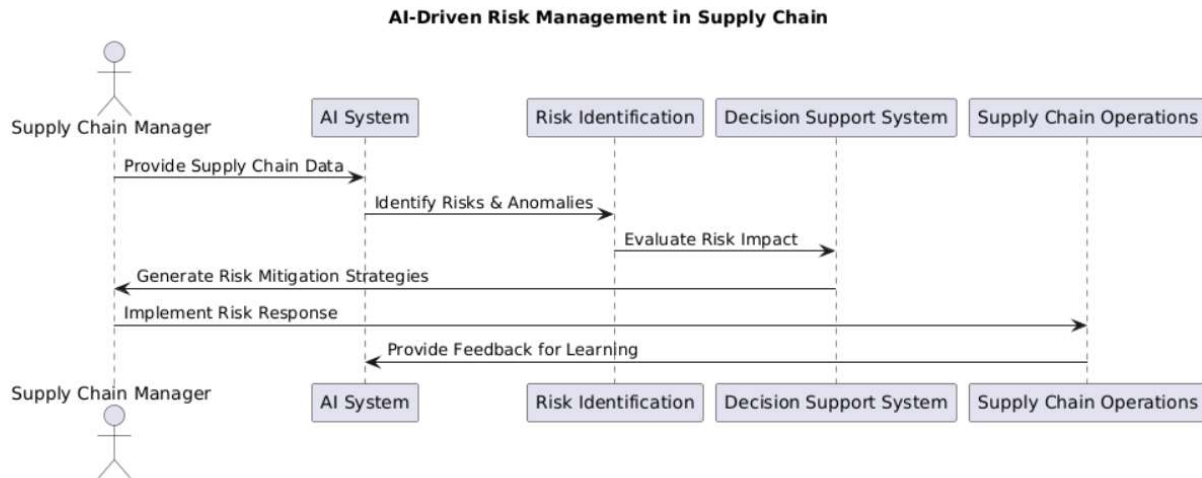 AI-Driven Risk Management in Supply Chain
Supply Chain Manager
AI System
Risk Identification
Decision Support System
Supply Chain Operations
Provide Supply Chain Data
Identify Risks & Anomalies
Evaluate Risk Impact
Generate Risk Mitigation Strategies
Implement Risk Response
Provide Feedback for Learning
Supply Chain Manager
AI System
Risk Identification
Decision Support System
Supply Chain Operations